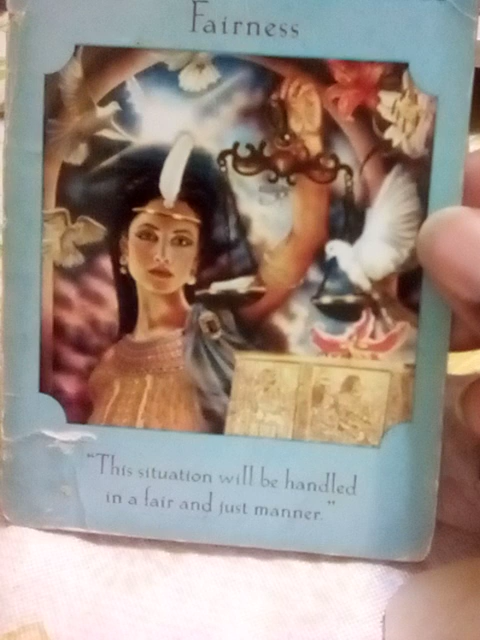 Fairness
"This situation will be handled
in a fair and just manner."